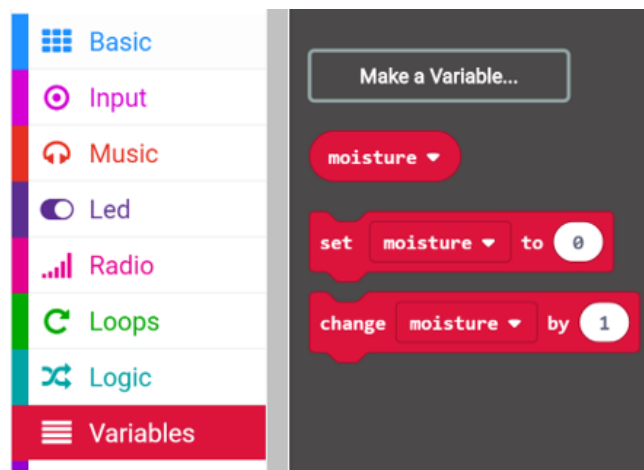 Basic
Input
Music
Led
Radio
Loops
Logic
Variables
Make a Variable...
moisture
set moisture to 0
change moisture by 1